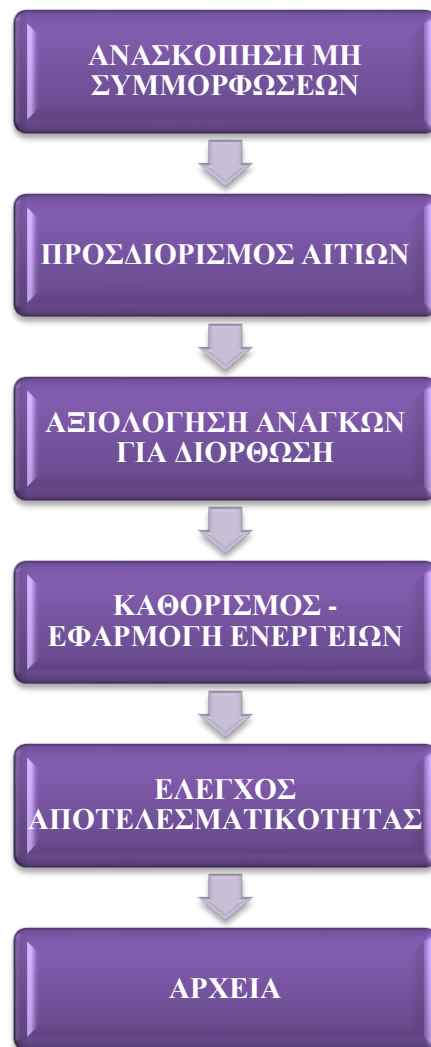 ΑΝΑΣΚΟΠΗΣΗ ΜΗ
ΣΥΜΜΟΡΦΩΣΕΩΝ
ΠΡΟΣΔΙΟΡΙΣΜΟΣ ΑΙΤΙΩΝ
ΑΞΙΟΛΟΓΗΣΗ ΑΝΑΓΚΩΝ
ΓΙΑ ΔΙΟΡΘΩΣΗ
ΚΑΘΟΡΙΣΜΟΣ -
ΕΦΑΡΜΟΓΗ ΕΝΕΡΓΕΙΩΝ
ΕΛΕΓΧΟΣ
ΑΠΟΤΕΛΕΣΜΑΤΙΚΟΤΗΤΑΣ
ΑΡΧΕΙΑ